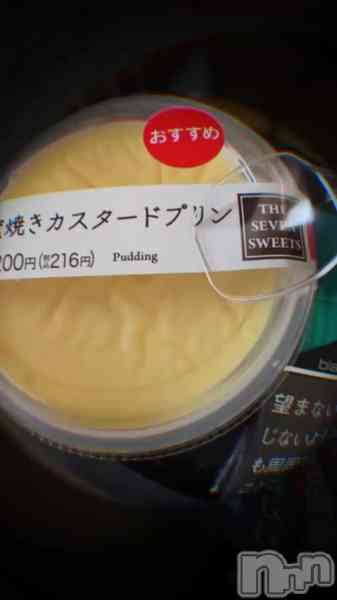 おすすめ
焼きカスタードプリン
THE
SEVEN
SWEETS
200円(税込216円)
Pudding
望まない
じないよ